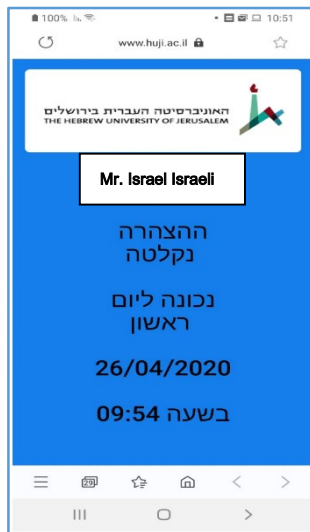 100% 10:51
www.huji.ac.il
האוניברסיטה העברית בירושלים
THE HEBREW UNIVERSITY OF JERUSALEM
Mr. Israel Israeli
ההצהרה
נקלטה
נכונה ליום
ראשון
26/04/2020
בשעה 09:54
29